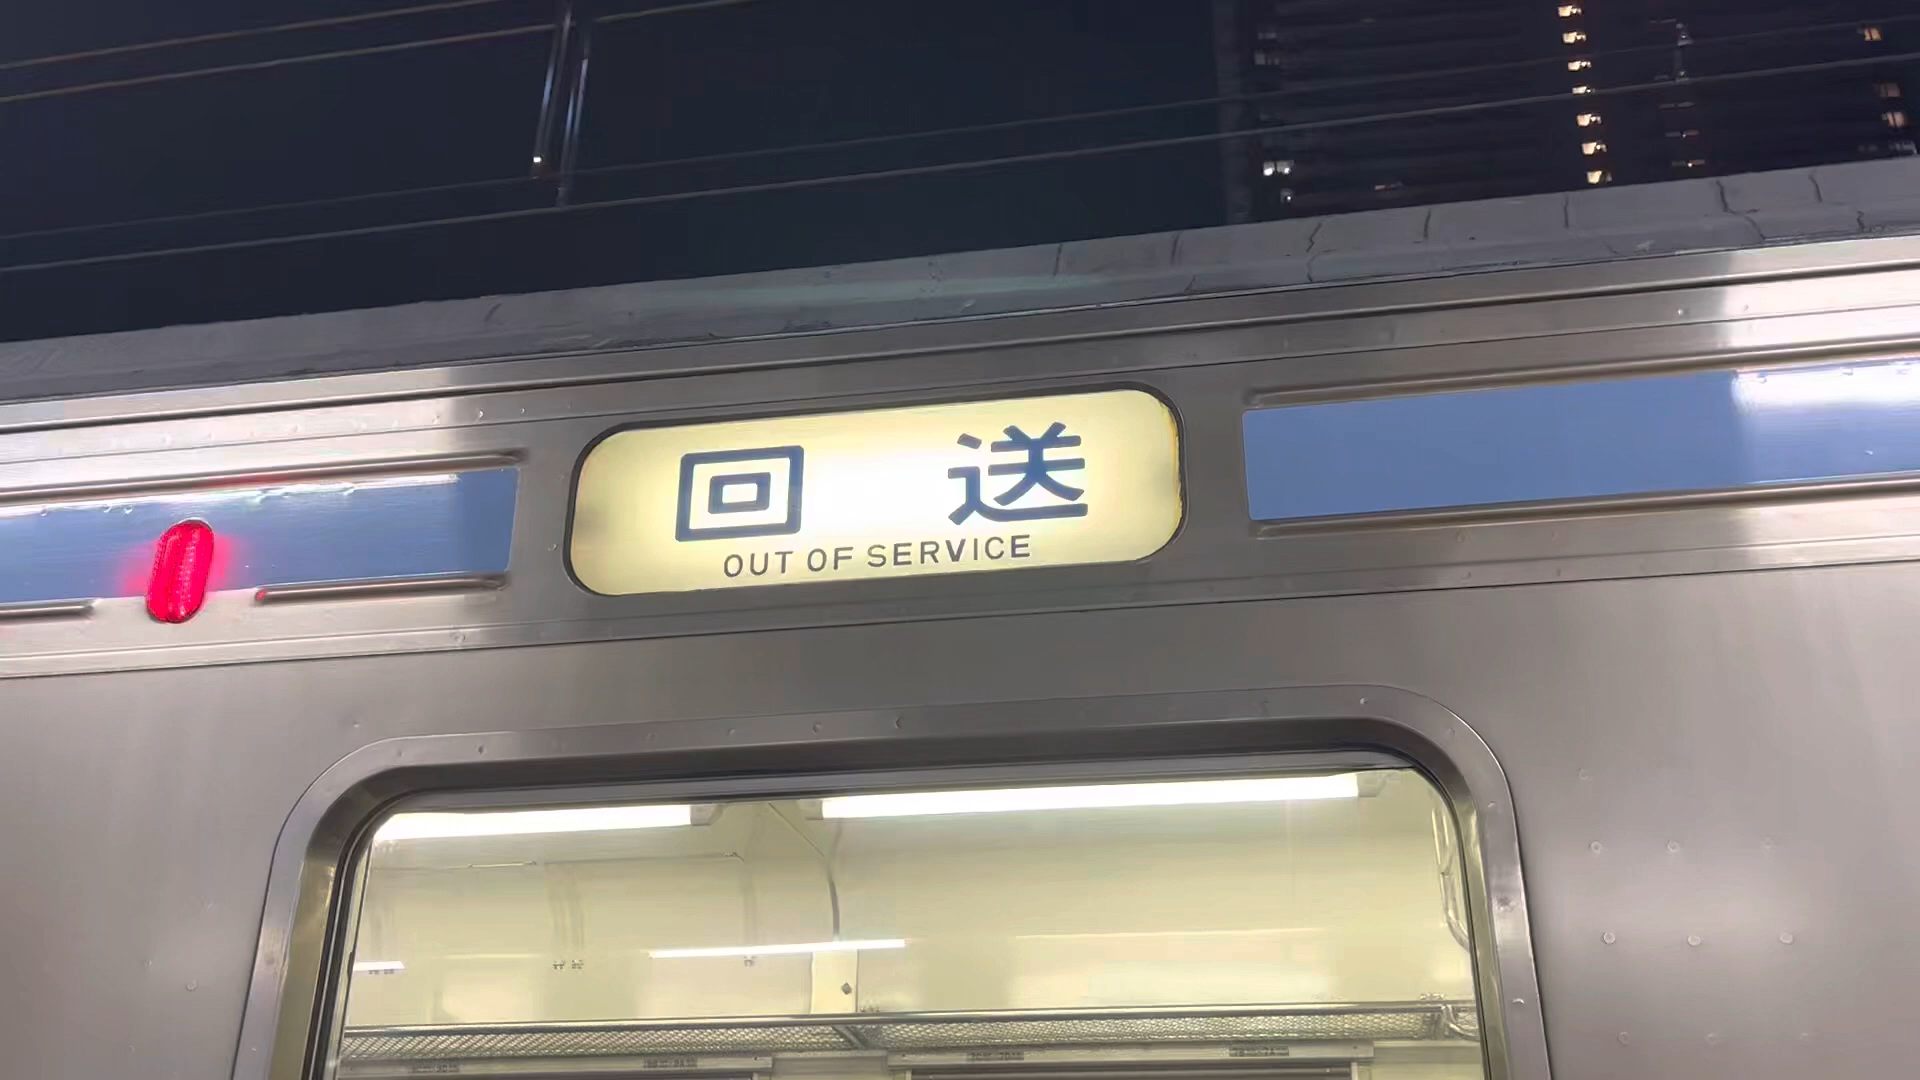 回 送
OUT OF SERVICE